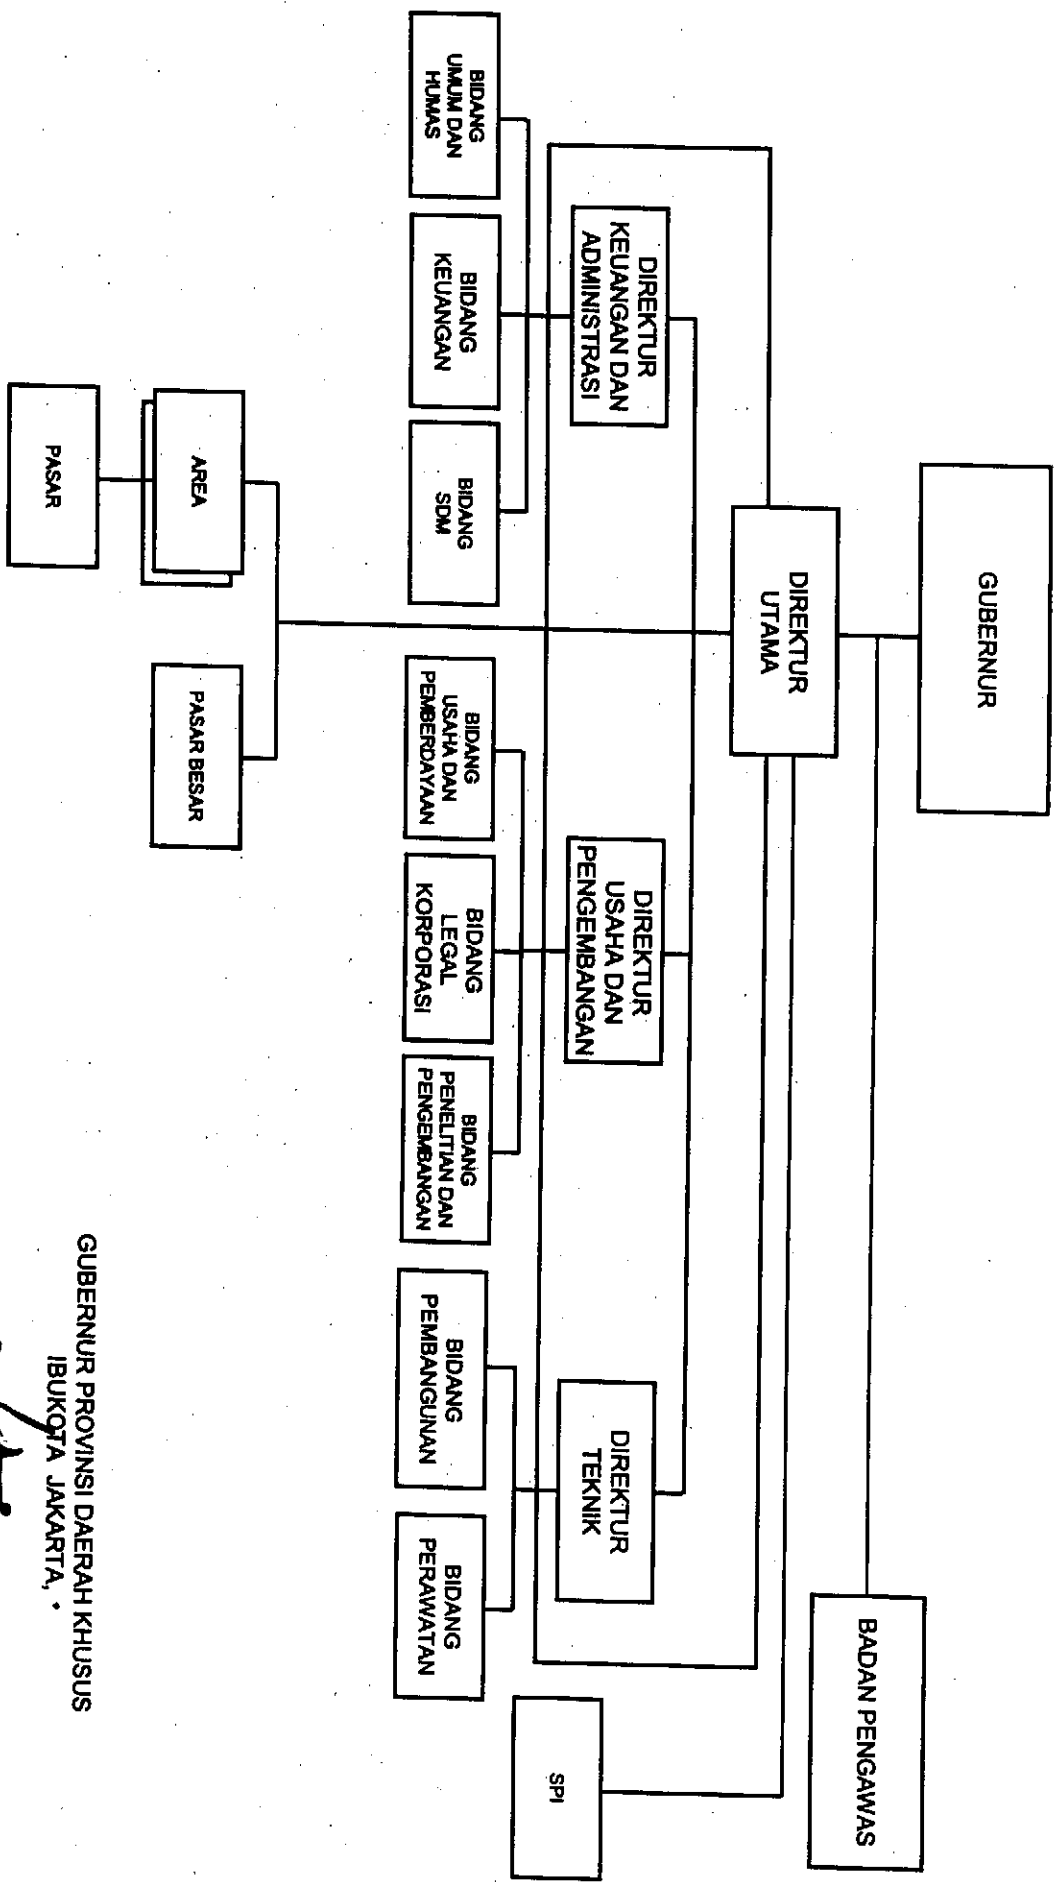 GUBERNUR
BADAN PENGAWAS
DIREKTUR
UTAMA
DIREKTUR
KEUANGAN DAN
ADMINISTRASI
DIREKTUR
USAHA DAN
PENGEMBANGAN
DIREKTUR
TEKNIK
SPI
BIDANG
UMUM DAN
HUMAS
BIDANG
KEUANGAN
BIDANG
SDM
BIDANG
USAHA DAN
PEMBERDAYAAN
BIDANG
LEGAL
KORPORASI
BIDANG
PENELITIAN DAN
PENGEMBANGAN
BIDANG
PEMBANGUNAN
BIDANG
PERAWATAN
AREA
PASAR BESAR
PASAR
GUBERNUR PROVINSI DAERAH KHUSUS
IBUKOTA JAKARTA,